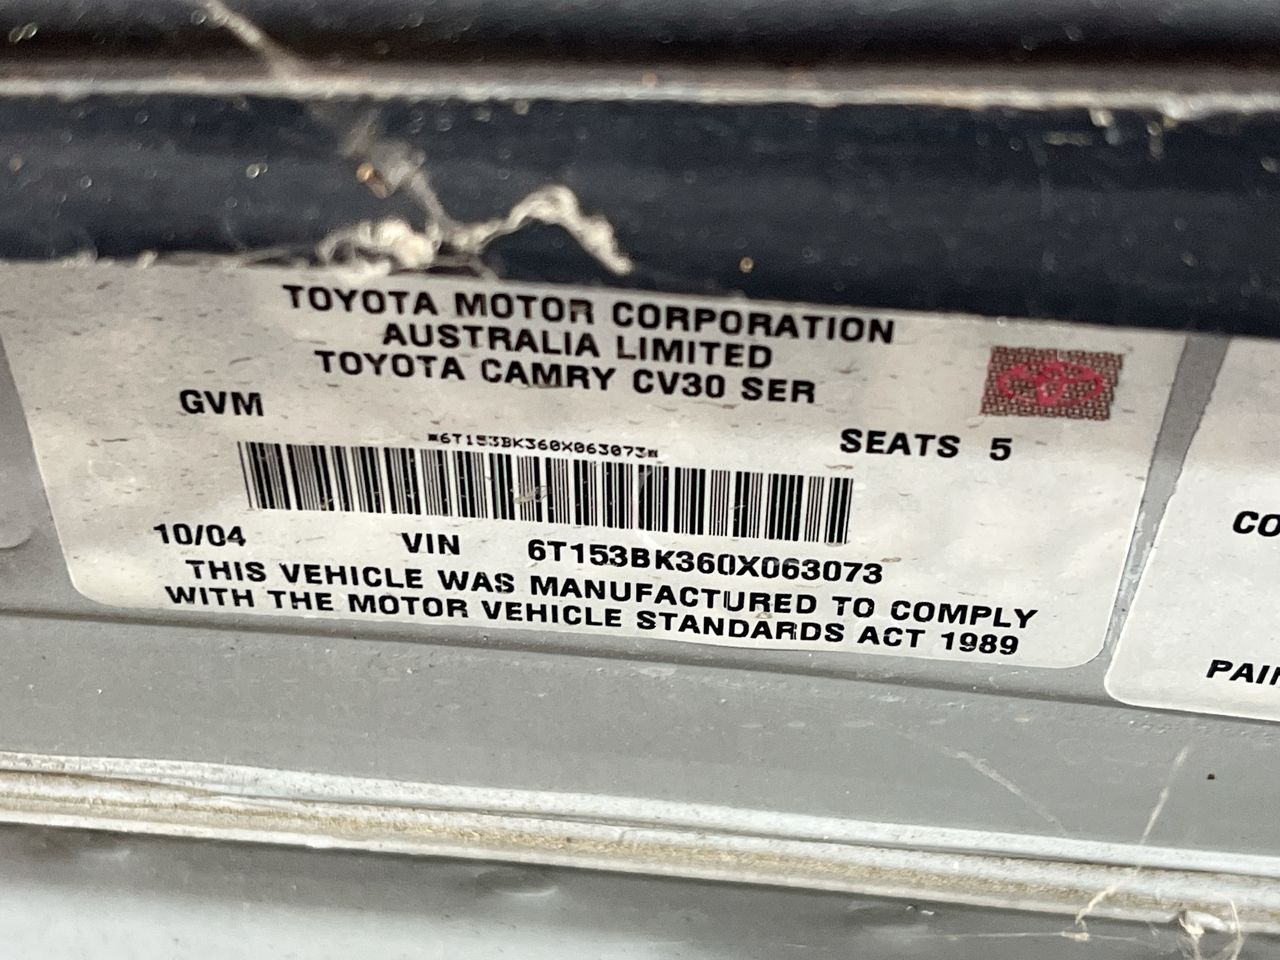 TOYOTA MOTOR CORPORATION
AUSTRALIA LIMITED
TOYOTA CAMRY CV30 SER
GVM
SEATS 5
*6T153BK360X063073*
10/04 VIN 6T153BK360X063073
THIS VEHICLE WAS MANUFACTURED TO COMPLY
WITH THE MOTOR VEHICLE STANDARDS ACT 1989
CO
PAI